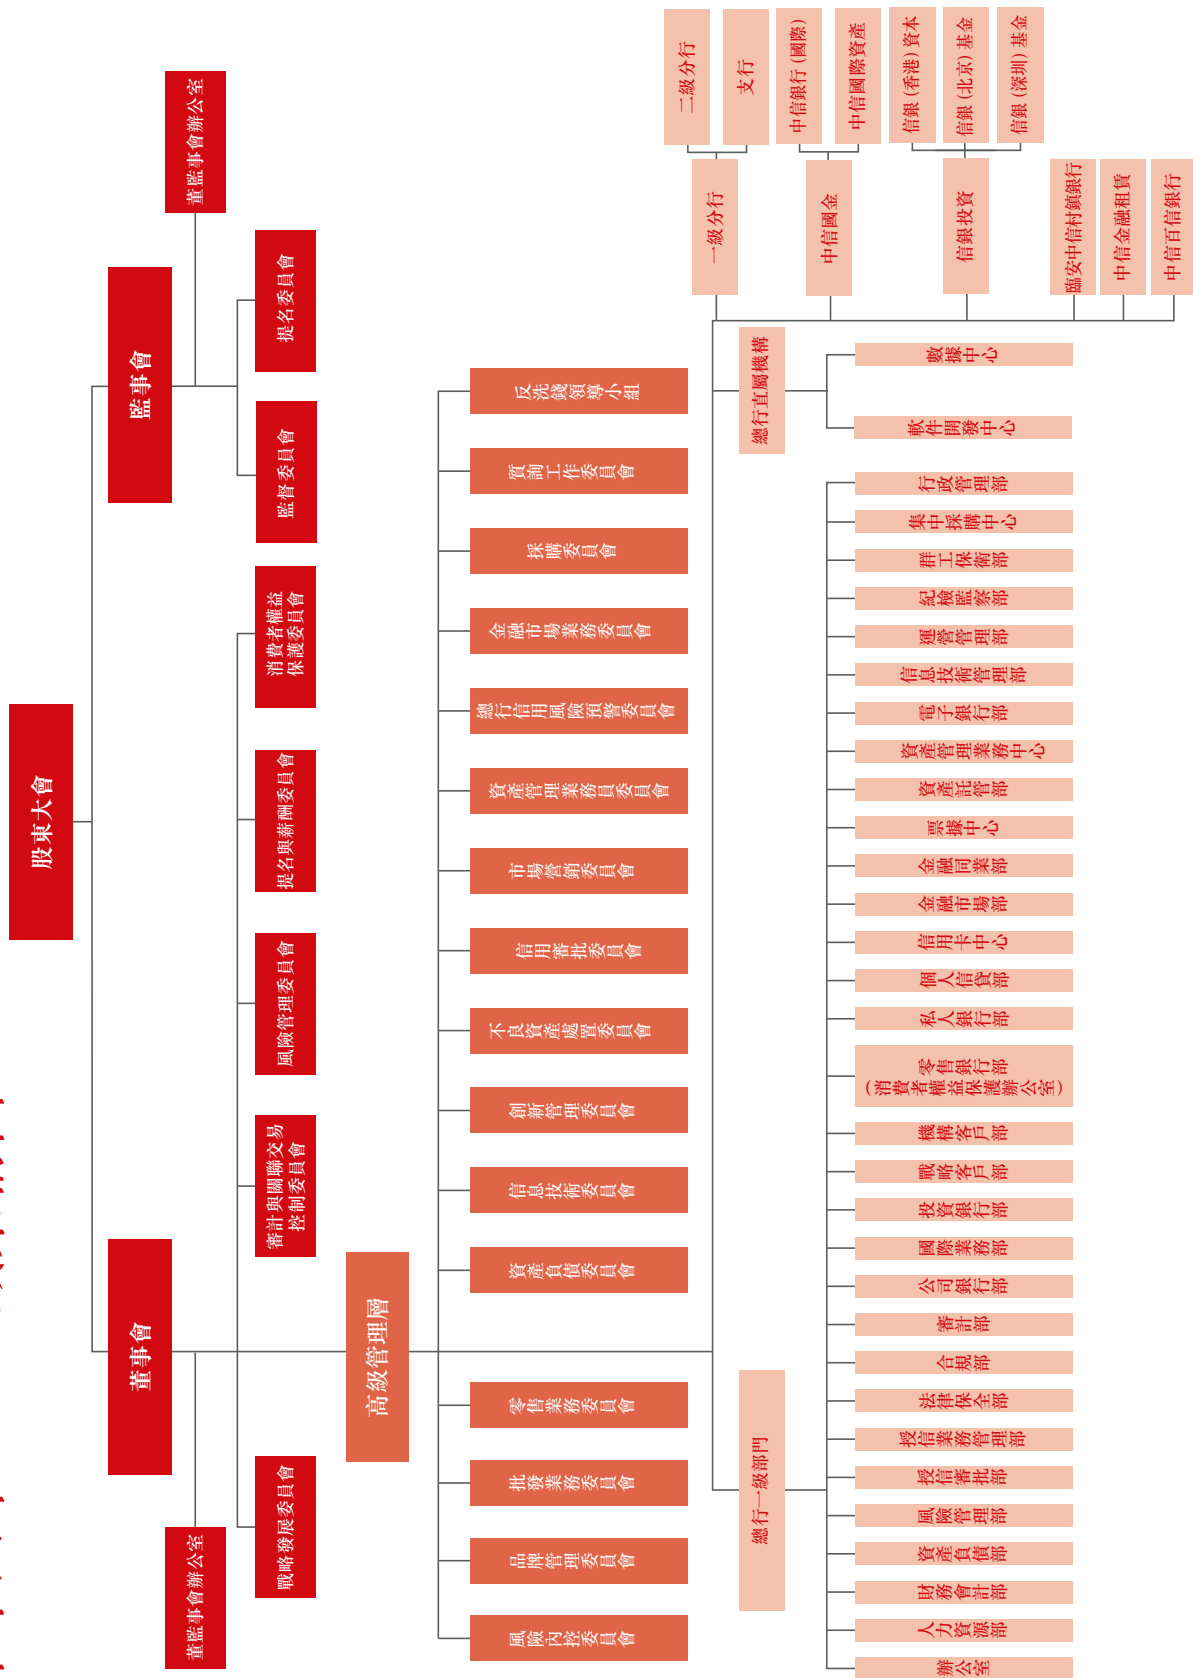 股東大會
董事會
監事會
董監事會辦公室
董監事會辦公室
戰略發展委員會
審計與關聯交易
控制委員會
風險管理委員會
提名與薪酬委員會
消費者權益
保護委員會
監督委員會
提名委員會
高級管理層
風險內控委員會
品牌管理委員會
批發業務委員會
零售業務委員會
資產負債委員會
信息技術委員會
創新管理委員會
不良資產處置委員會
信用審批委員會
市場營銷委員會
資產管理業務員委員會
總行信用風險預警委員會
金融市場業務委員會
採購委員會
質詢工作委員會
反洗錢領導小組
總行一級部門
辦公室
人力資源部
財務會計部
資產負債部
風險管理部
授信審批部
授信業務管理部
法律保全部
合規部
審計部
公司銀行部
國際業務部
投資銀行部
戰略客戶部
機構客戶部
零售銀行部
(消費者權益保護辦公室)
私人銀行部
個人信貸部
信用卡中心
金融市場部
金融同業部
票據中心
資產託管部
資產管理業務中心
電子銀行部
信息技術管理部
運營管理部
紀檢監察部
群工保衛部
集中採購中心
行政管理部
總行直屬機構
軟件開發中心
數據中心
一級分行
二級分行
支行
中信國金
中信銀行(國際)
中信國際資產
信銀投資
信銀(香港)資本
信銀(北京)基金
信銀(深圳)基金
臨安中信村鎮銀行
中信金融租賃
中信百信銀行